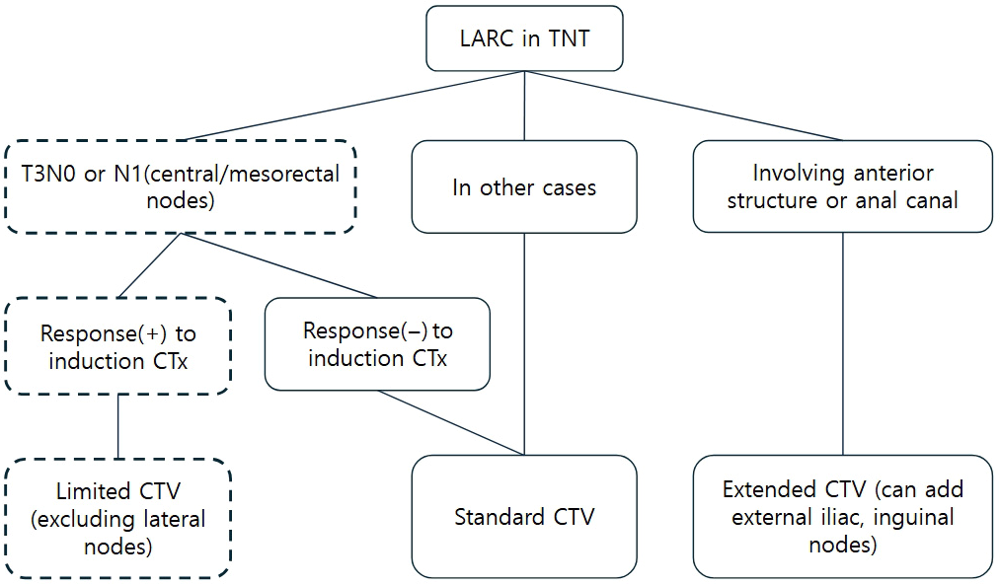 LARC in TNT
T3N0 or N1(central/mesorectal
nodes)
In other cases
Involving anterior
structure or anal canal
Response(+) to
induction CTx
Response(−) to
induction CTx
Limited CTV
(excluding lateral
nodes)
Standard CTV
Extended CTV (can add
external iliac, inguinal
nodes)